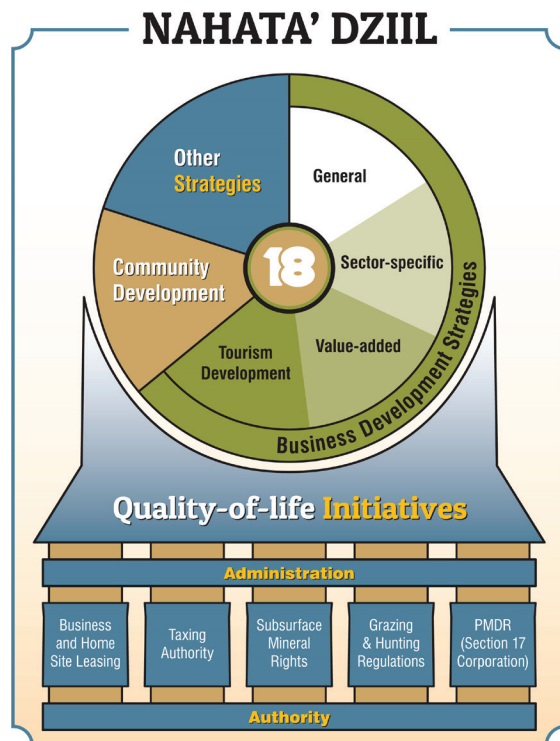 NAHATA’ DZIIL
Other
Strategies
General
Community
Development
18
Sector-specific
Tourism
Development
Value-added
Business Development Strategies
Quality-of-life Initiatives
Administration
Business
and Home
Site Leasing
Taxing
Authority
Subsurface
Mineral
Rights
Grazing
& Hunting
Regulations
PMDR
(Section 17
Corporation)
Authority